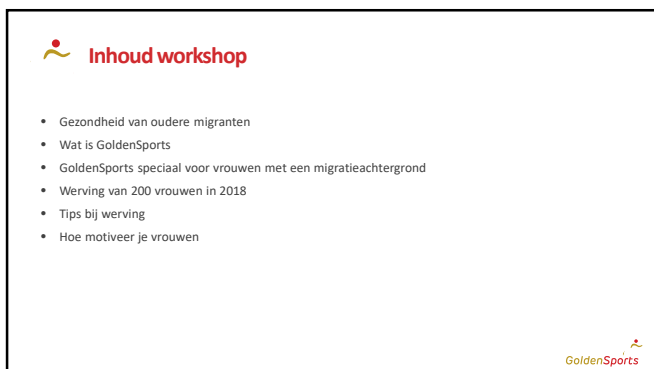 Inhoud workshop
• Gezondheid van oudere migranten
• Wat is GoldenSports
• GoldenSports speciaal voor vrouwen met een migratieachtergrond
• Werving van 200 vrouwen in 2018
• Tips bij werving
• Hoe motiveer je vrouwen
GoldenSports